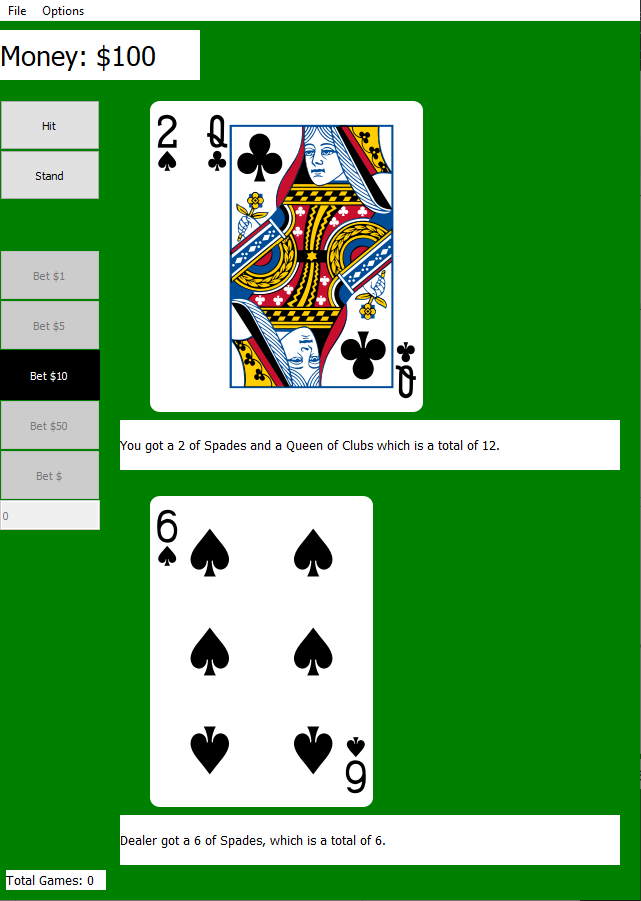 File Options
Money: $100
Hit
Stand
Bet $1
Bet $5
Bet $10
Bet $50
Bet $
0
2 Q
Q
You got a 2 of Spades and a Queen of Clubs which is a total of 12.
6
6
Dealer got a 6 of Spades, which is a total of 6.
Total Games: 0